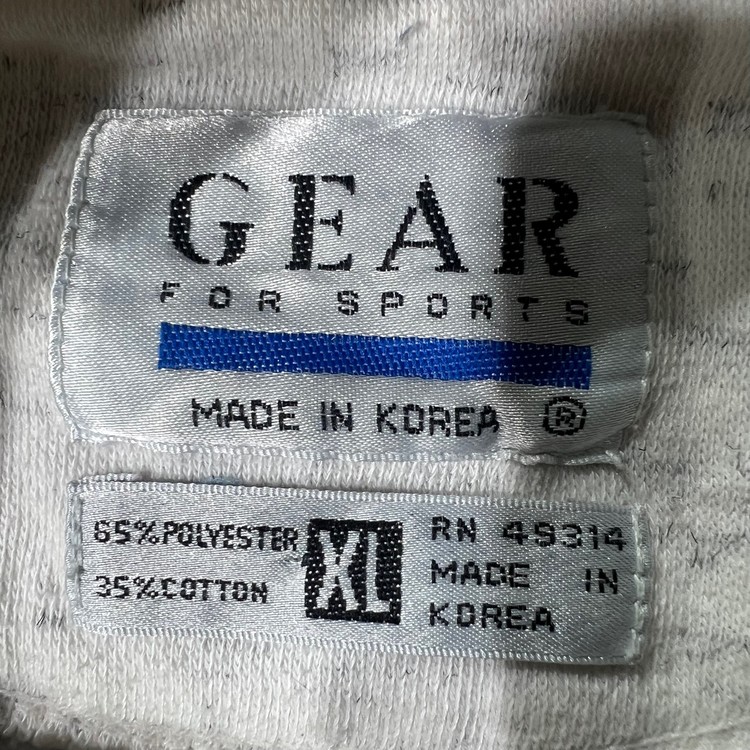 GEAR
FOR SPORTS
MADE IN KOREA ®
65% POLYESTER
35% COTTON
XL
RN 49314
MADE IN
KOREA